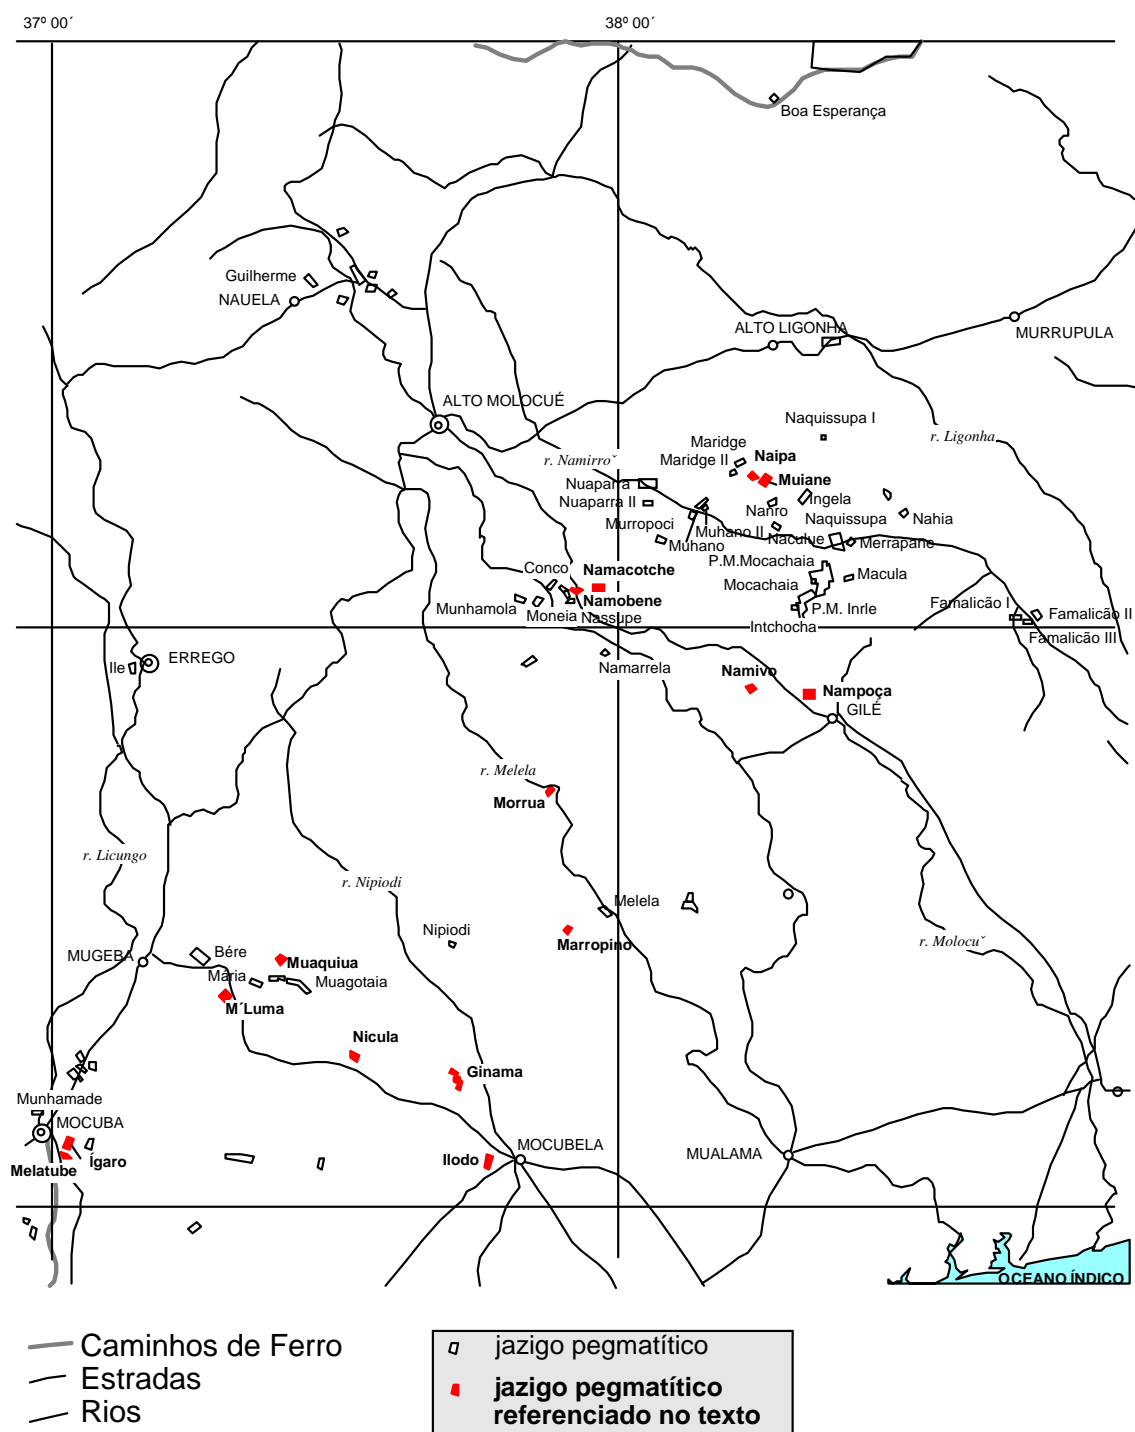 37º 00´
38º 00´
Boa Esperança
Guilherme
NAUELA
ALTO LIGONHA
MURRUPULA
ALTO MOLOCUÉ
Naquissupa I
r. Ligonha
Maridge
Naipa
r. Namirroˇ
Maridge II
Muiane
Nuaparra
Ingela
Nuaparra II
Nanro
Naquissupa
Nahia
Murropoci
Muhano II
Naculue
Merrapane
Muhano
P.M.Mocachaia
Conco
Namacotche
Mocachaia
Macula
Munhamola
Namobene
Moneia
Nassupe
P.M. Inrle
Famalicão I
Famalicão II
Intchocha
Famalicão III
ERREGO
Ile
Namarrela
Namivo
Nampoça
GILÉ
r. Melela
Morrua
r. Licungo
r. Nipiodi
Melela
Nipiodi
Marropino
r. Molocuˇ
MUGEBA
Bére
Muaquiua
Mária
Muagotaia
M´Luma
Nicula
Ginama
Munhamade
MOCUBA
Ígaro
Melatube
Ilodo
MOCUBELA
MUALAMA
OCEANO ÍNDICO
Caminhos de Ferro
Estradas
Rios
jazigo pegmatítico
jazigo pegmatítico
referenciado no texto